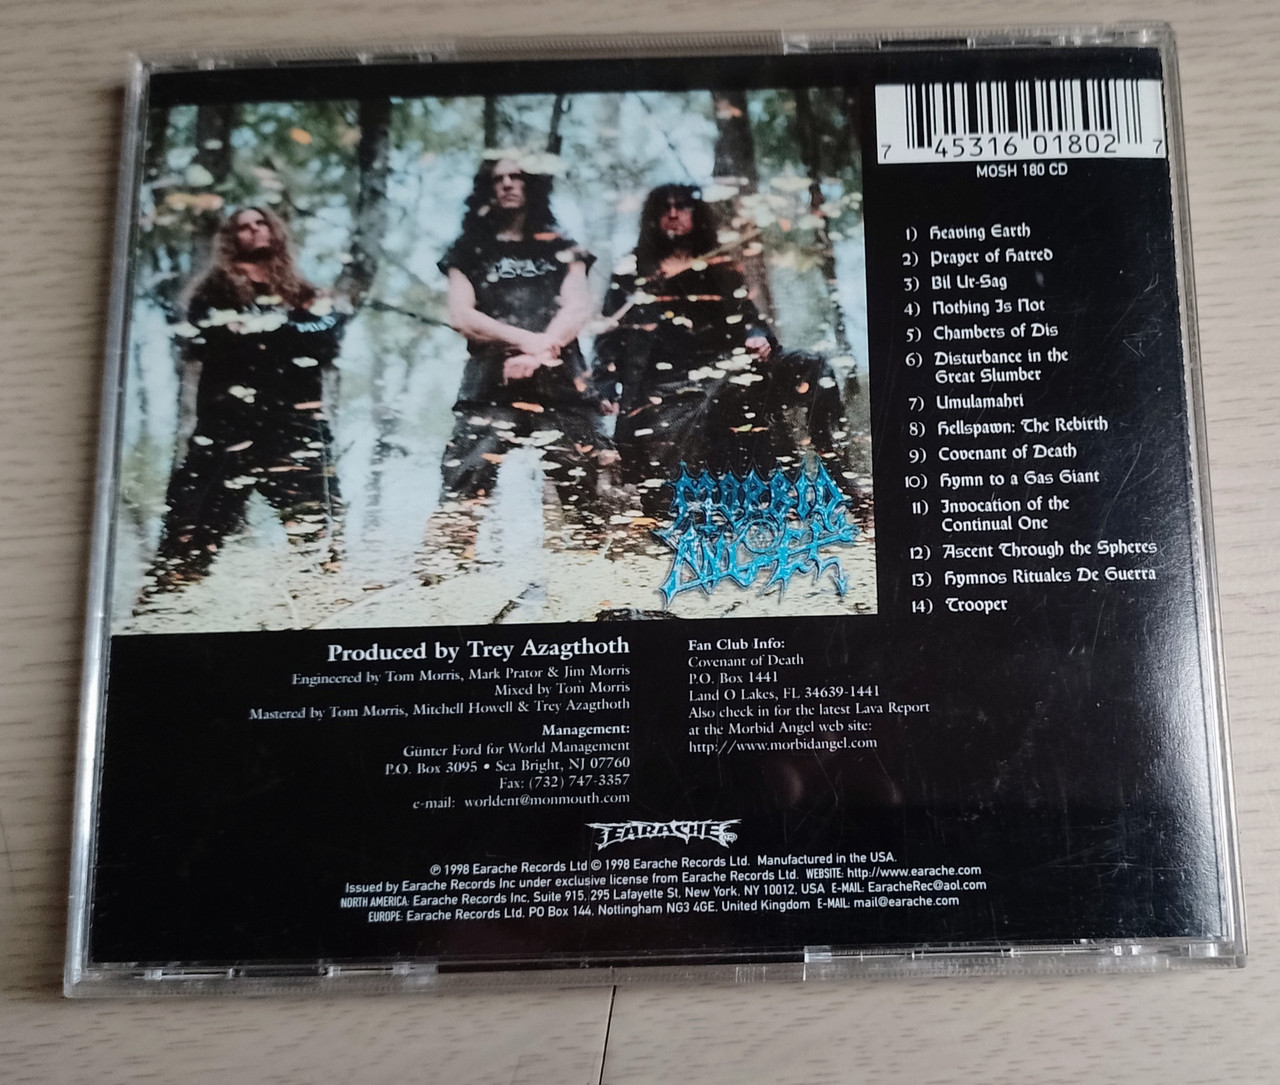 7 45316 01802 7
MOSH 180 CD
1) Heaving Earth
2) Prayer of Hatred
3) Bil Ur-Sag
4) Nothing Is Not
5) Chambers of Dis
6) Disturbance in the
Great Slumber
7) Umulamahri
8) Hellspawn: The Rebirth
9) Covenant of Death
10) Hymn to a Gas Giant
11) Invocation of the
Continual One
12) Ascent Through the Spheres
13) Hymnos Rituales De Guerra
14) Trooper
MORBID
ANGEL
Produced by Trey Azagthoth
Engineered by Tom Morris, Mark Prator & Jim Morris
Mixed by Tom Morris
Mastered by Tom Morris, Mitchell Howell & Trey Azagthoth
Management:
Günter Ford for World Management
P.O. Box 3095 • Sea Bright, NJ 07760
Fax: (732) 747-3357
e-mail: worldent@monmouth.com
Fan Club Info:
Covenant of Death
P.O. Box 1441
Land O Lakes, FL 34639-1441
Also check in for the latest Lava Report
at the Morbid Angel web site:
http://www.morbidangel.com
EARACHE
℗ 1998 Earache Records Ltd © 1998 Earache Records Ltd. Manufactured in the USA.
Issued by Earache Records Inc under exclusive license from Earache Records Ltd. WEBSITE: http://www.earache.com
NORTH AMERICA: Earache Records Inc, Suite 915, 295 Lafayette St, New York, NY 10012, USA E-MAIL: EaracheRec@aol.com
EUROPE: Earache Records Ltd, PO Box 144, Nottingham NG3 4GE, United Kingdom E-MAIL: mail@earache.com